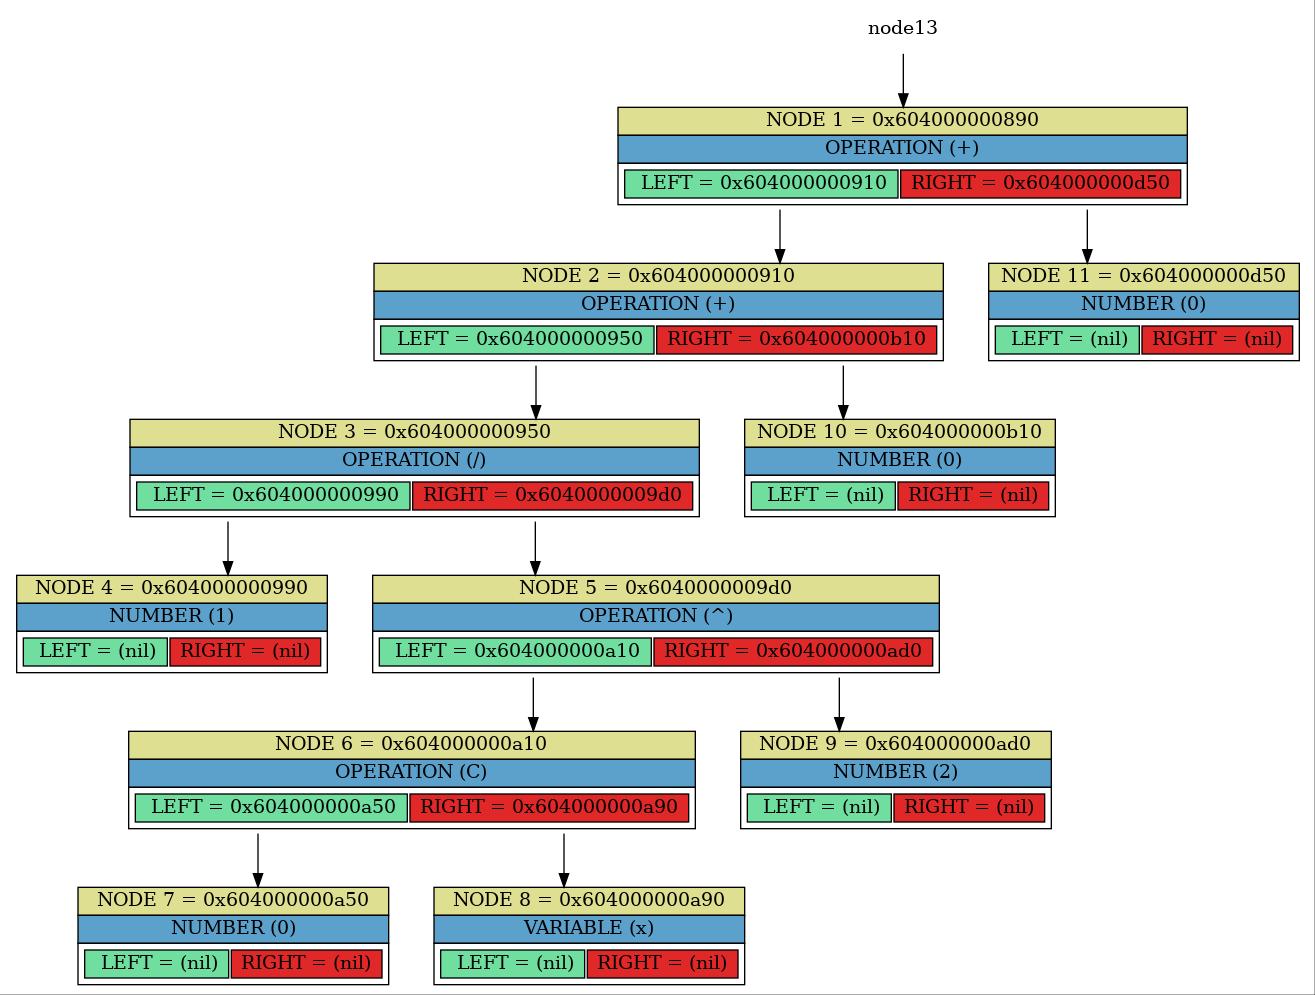 node13
NODE 1 = 0x604000000890
OPERATION (+)
LEFT = 0x604000000910 RIGHT = 0x604000000d50
NODE 2 = 0x604000000910 NODE 11 = 0x604000000d50
OPERATION (+) NUMBER (0)
LEFT = 0x604000000950 RIGHT = 0x604000000b10 LEFT = (nil) RIGHT = (nil)
NODE 3 = 0x604000000950 NODE 10 = 0x604000000b10
OPERATION (/) NUMBER (0)
LEFT = 0x604000000990 RIGHT = 0x6040000009d0 LEFT = (nil) RIGHT = (nil)
NODE 4 = 0x604000000990 NODE 5 = 0x6040000009d0
NUMBER (1) OPERATION (^)
LEFT = (nil) RIGHT = (nil) LEFT = 0x604000000a10 RIGHT = 0x604000000ad0
NODE 6 = 0x604000000a10 NODE 9 = 0x604000000ad0
OPERATION (C) NUMBER (2)
LEFT = 0x604000000a50 RIGHT = 0x604000000a90 LEFT = (nil) RIGHT = (nil)
NODE 7 = 0x604000000a50 NODE 8 = 0x604000000a90
NUMBER (0) VARIABLE (x)
LEFT = (nil) RIGHT = (nil) LEFT = (nil) RIGHT = (nil)